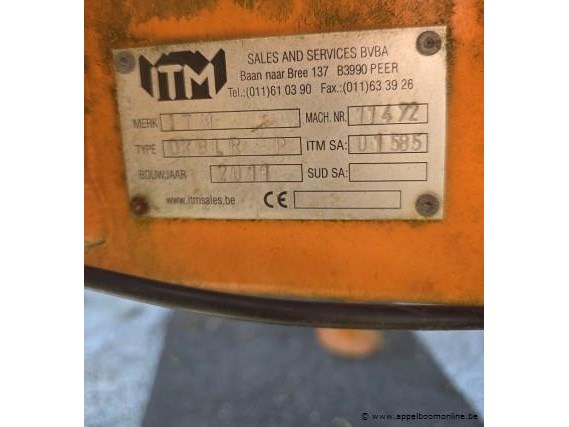 ITM
SALES AND SERVICES BVBA
Baan naar Bree 137 B3990 PEER
Tel.:(011)61 03 90 Fax.:(011)63 39 26
MERK ITM MACH. NR. 11472
TYPE ITM SA: 01585
BOUWJAAR 2011 SUD SA:
www.itmsales.be CE
© - www.appelboomonline.be